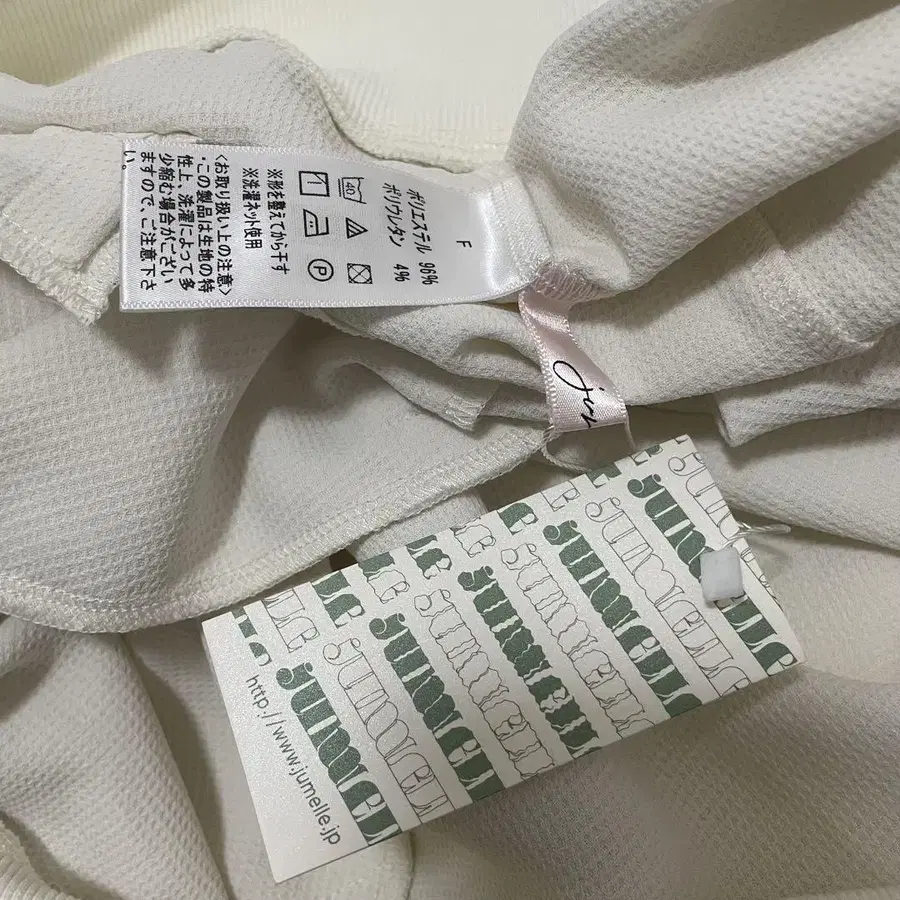 F
ポリエステル 96%
ポリウレタン 4%
40
P
※洗濯ネット使用
※形を整えてから干す
〈お取り扱い上の注意〉
・この製品は生地の特
性上、洗濯によって多
少縮む場合がござい
ますので、ご注意下さ
い。
http://www.jumelle.jp